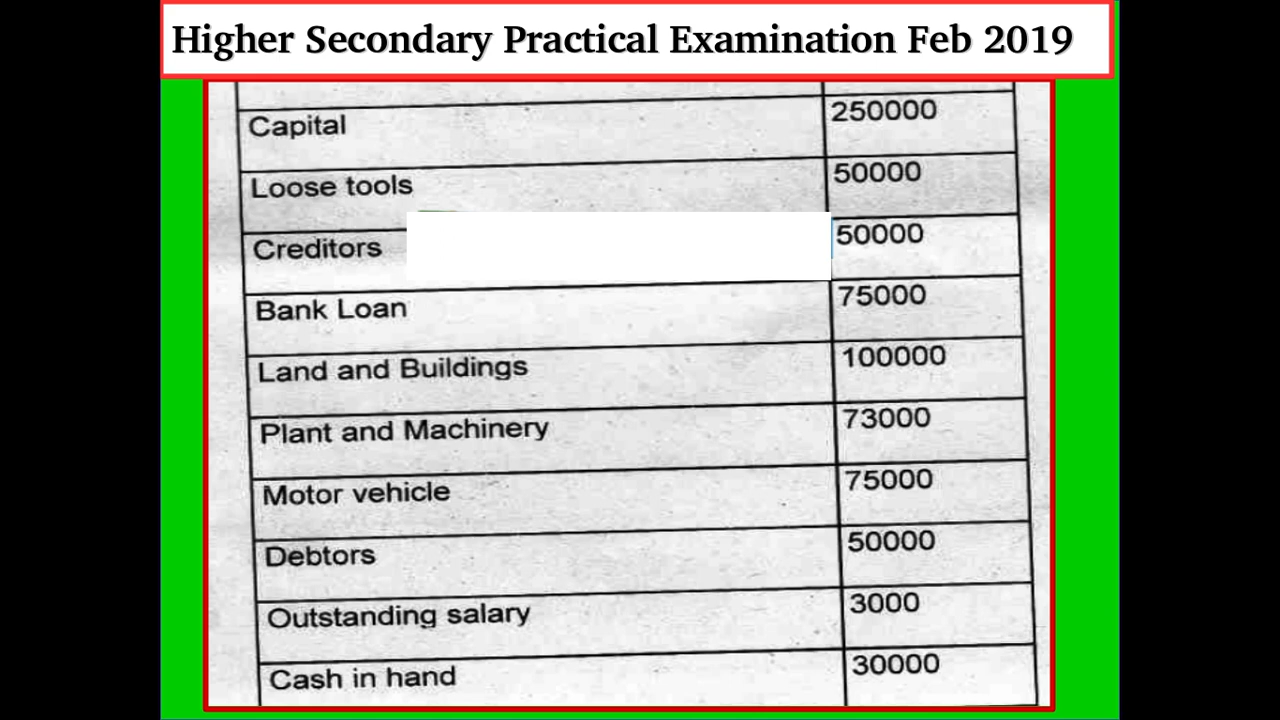 Higher Secondary Practical Examination Feb 2019
Capital 250000
Loose tools 50000
Creditors 50000
Bank Loan 75000
Land and Buildings 100000
Plant and Machinery 73000
Motor vehicle 75000
Debtors 50000
Outstanding salary 3000
Cash in hand 30000